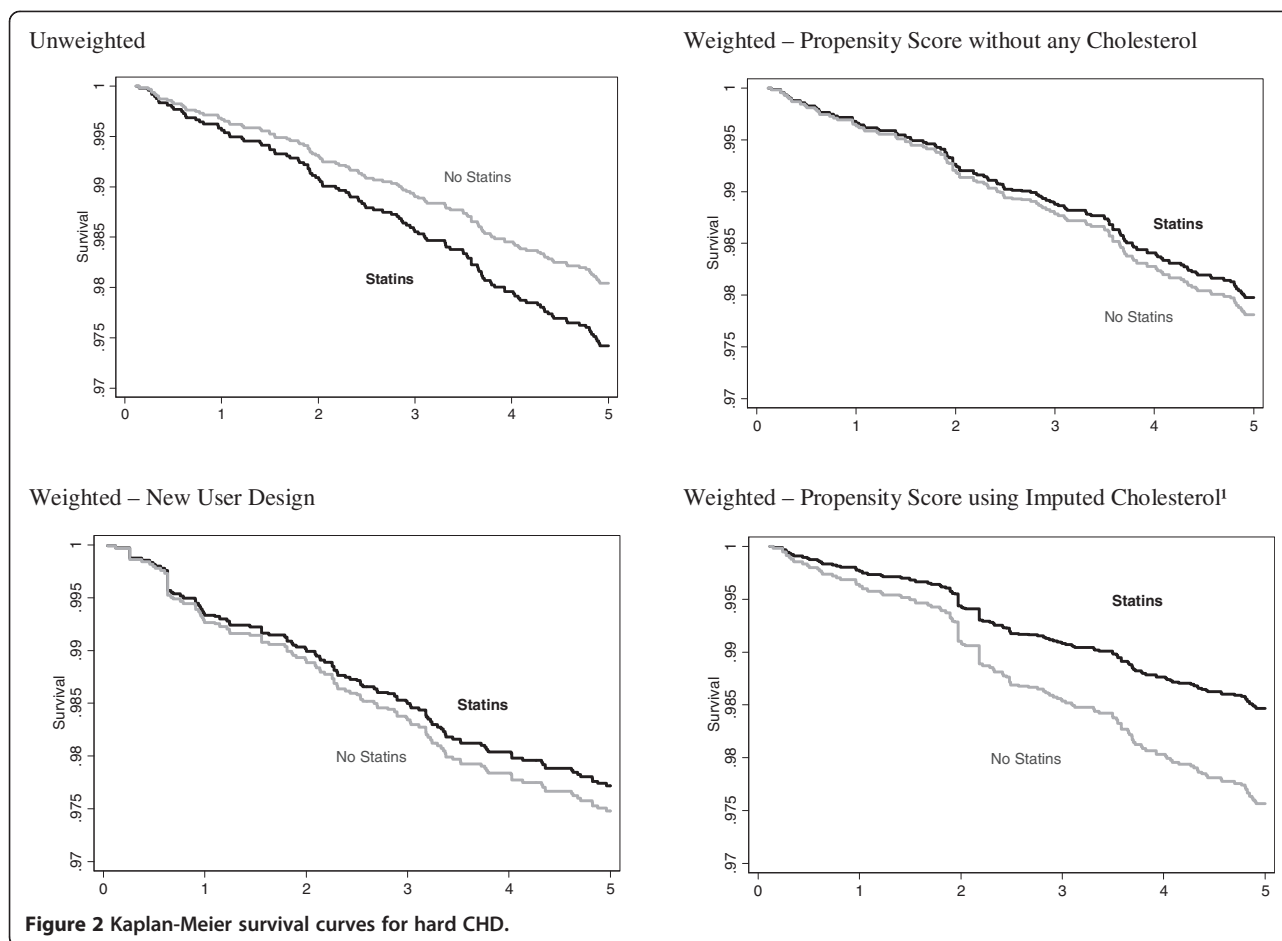 Unweighted
Weighted – Propensity Score without any Cholesterol
1
.995
.99
.985
.98
.975
.97
Survival
No Statins
Statins
0 1 2 3 4 5
1
.995
.99
.985
.98
.975
.97
Survival
Statins
No Statins
0 1 2 3 4 5
Weighted – New User Design
Weighted – Propensity Score using Imputed Cholesterol¹
1
.995
.99
.985
.98
.975
.97
Survival
Statins
No Statins
0 1 2 3 4 5
1
.995
.99
.985
.98
.975
.97
Survival
Statins
No Statins
0 1 2 3 4 5
Figure 2 Kaplan-Meier survival curves for hard CHD.